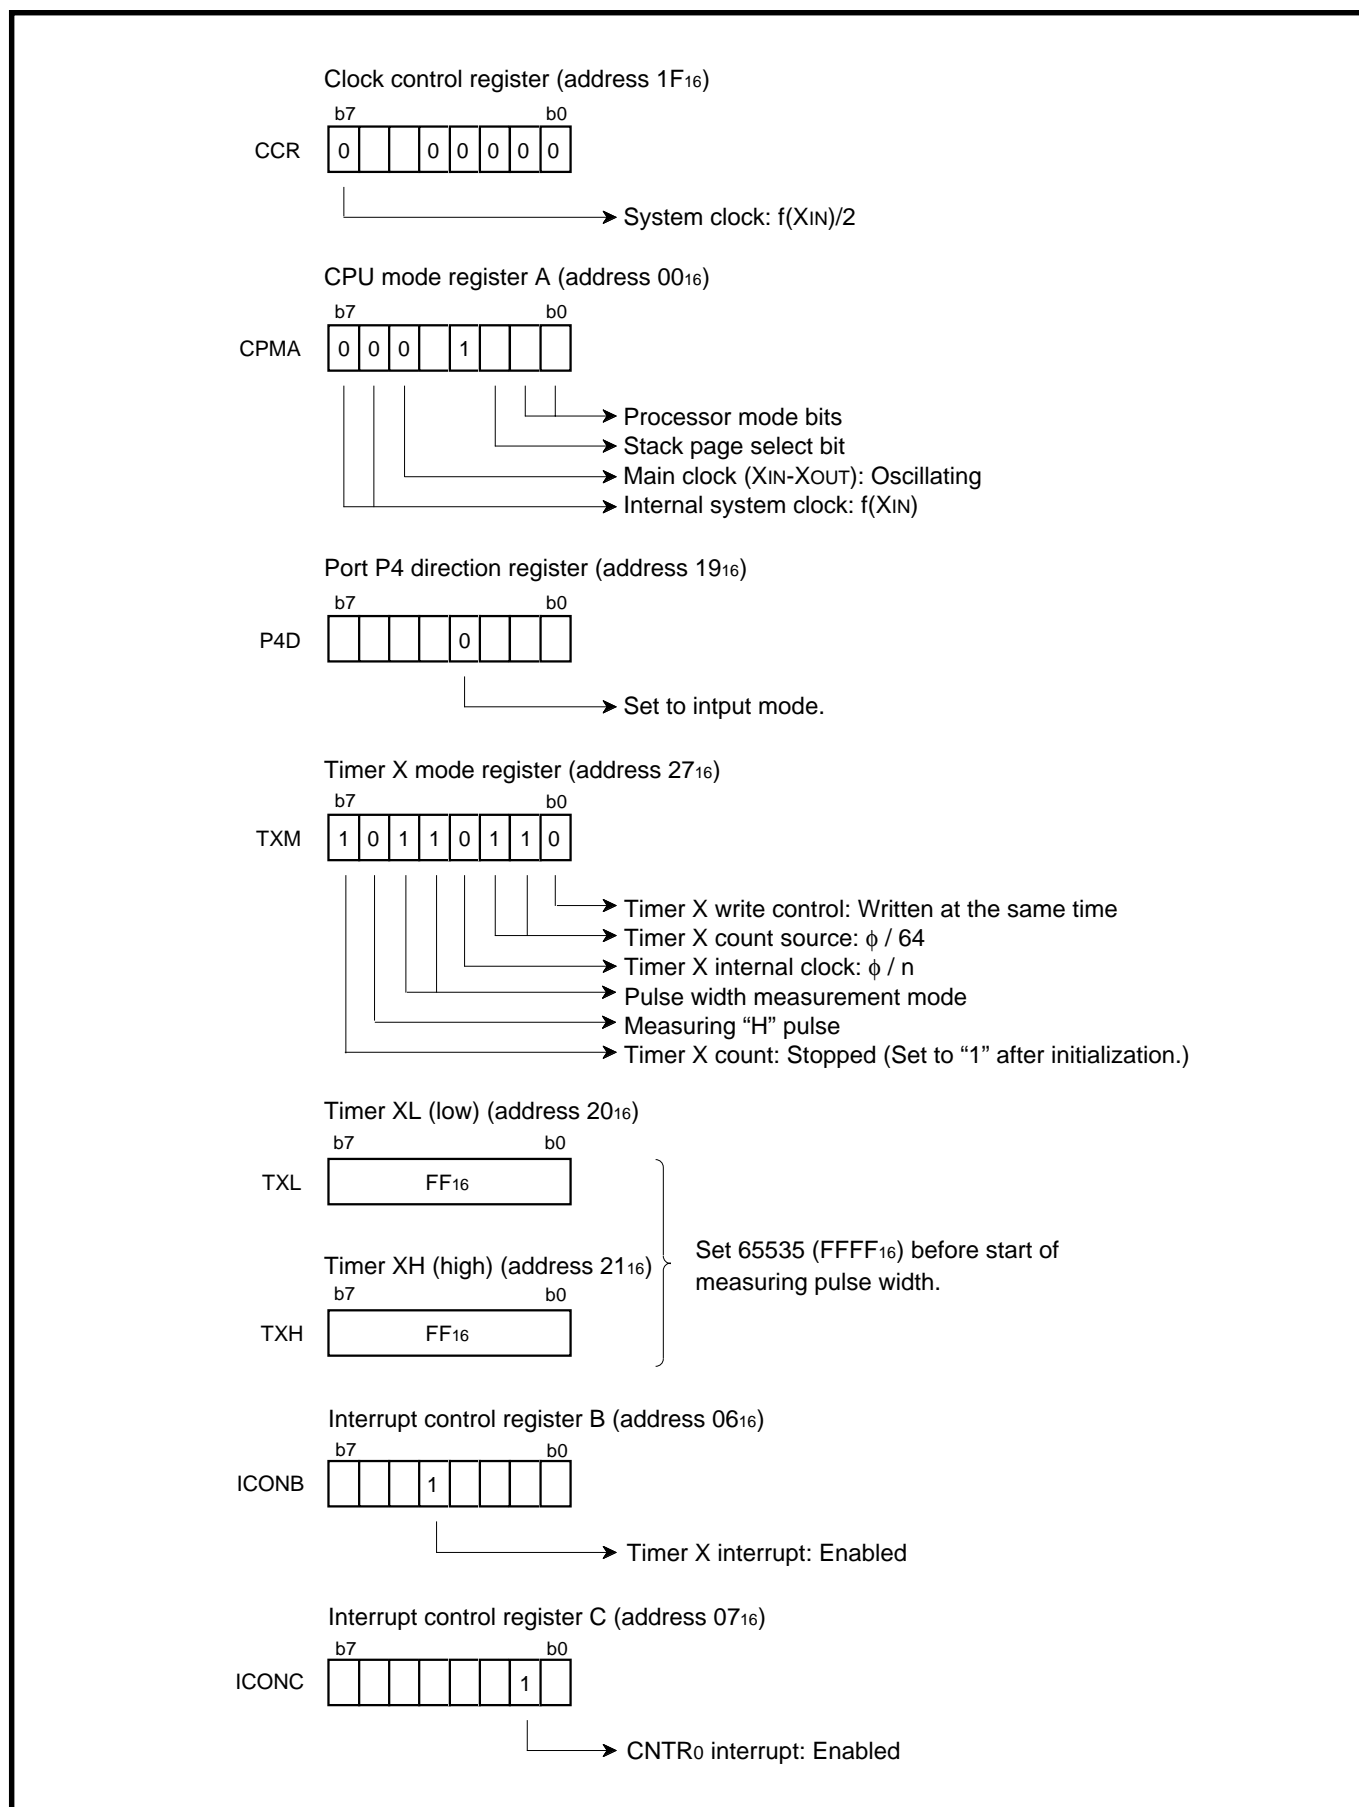 Clock control register (address 1F16)
b7 b0
CCR 0 0 0 0 0 0
System clock: f(XIN)/2
CPU mode register A (address 0016)
b7 b0
CPMA 0 0 0 1
Processor mode bits
Stack page select bit
Main clock (XIN-XOUT): Oscillating
Internal system clock: f(XIN)
Port P4 direction register (address 1916)
b7 b0
P4D 0
Set to intput mode.
Timer X mode register (address 2716)
b7 b0
TXM 1 0 1 1 0 1 1 0
Timer X write control: Written at the same time
Timer X count source: ϕ / 64
Timer X internal clock: ϕ / n
Pulse width measurement mode
Measuring “H” pulse
Timer X count: Stopped (Set to “1” after initialization.)
Timer XL (low) (address 2016)
b7 b0
TXL FF16
Set 65535 (FFFF16) before start of
measuring pulse width.
Timer XH (high) (address 2116)
b7 b0
TXH FF16
Interrupt control register B (address 0616)
b7 b0
ICONB 1
Timer X interrupt: Enabled
Interrupt control register C (address 0716)
b7 b0
ICONC 1
CNTR0 interrupt: Enabled